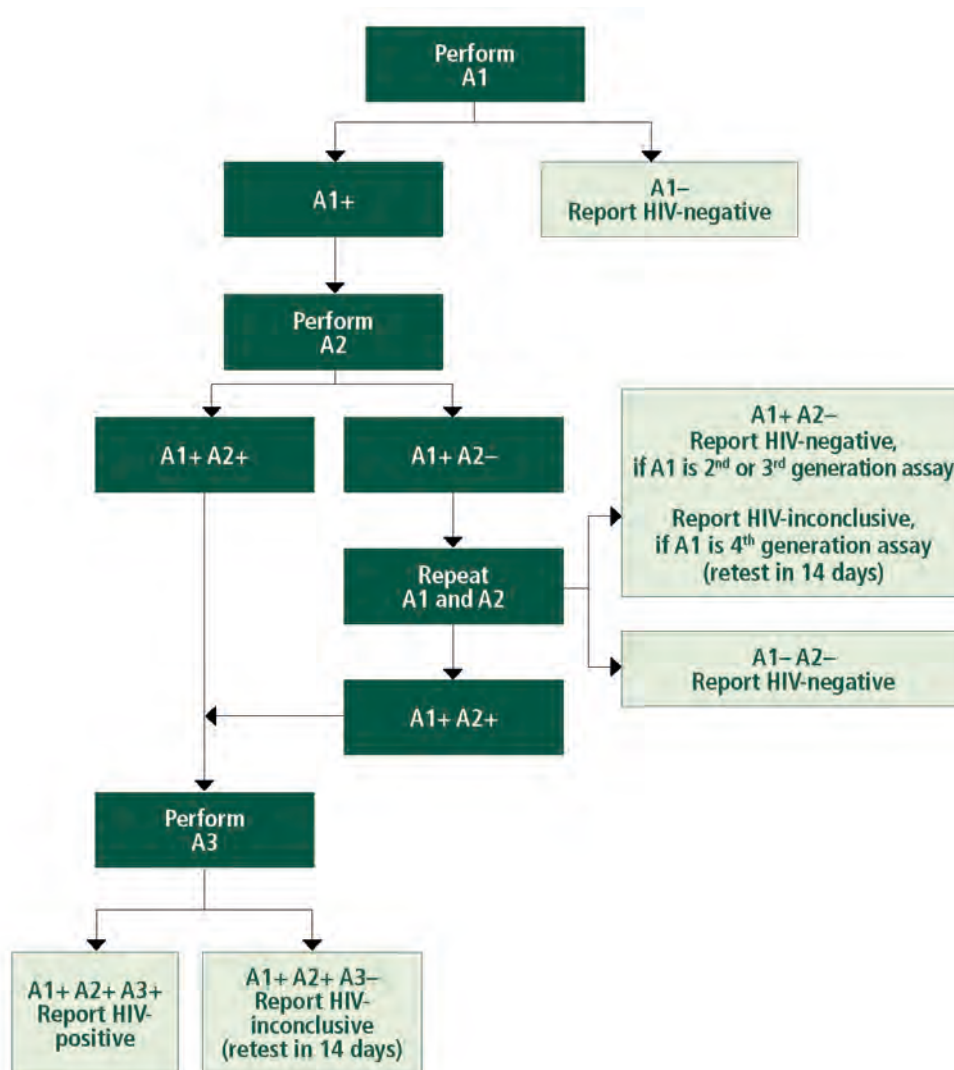 Perform
A1
A1+
A1–
Report HIV-negative
Perform
A2
A1+ A2+
A1+ A2–
A1+ A2–
Report HIV-negative,
if A1 is 2nd or 3rd generation assay
Report HIV-inconclusive,
if A1 is 4th generation assay
(retest in 14 days)
Repeat
A1 and A2
A1– A2–
Report HIV-negative
A1+ A2+
Perform
A3
A1+ A2+ A3+
Report HIV-
positive
A1+ A2+ A3–
Report HIV-
inconclusive
(retest in 14 days)